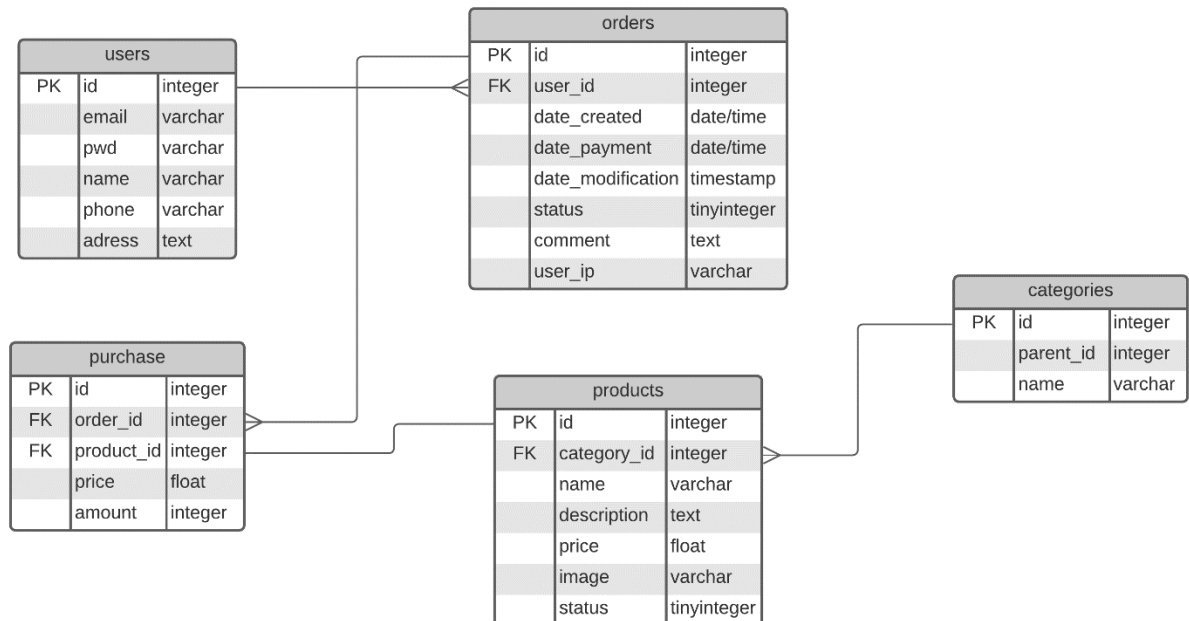 users
PK id integer
email varchar
pwd varchar
name varchar
phone varchar
adress text
orders
PK id integer
FK user_id integer
date_created date/time
date_payment date/time
date_modification timestamp
status tinyinteger
comment text
user_ip varchar
purchase
PK id integer
FK order_id integer
FK product_id integer
price float
amount integer
products
PK id integer
FK category_id integer
name varchar
description text
price float
image varchar
status tinyinteger
categories
PK id integer
parent_id integer
name varchar